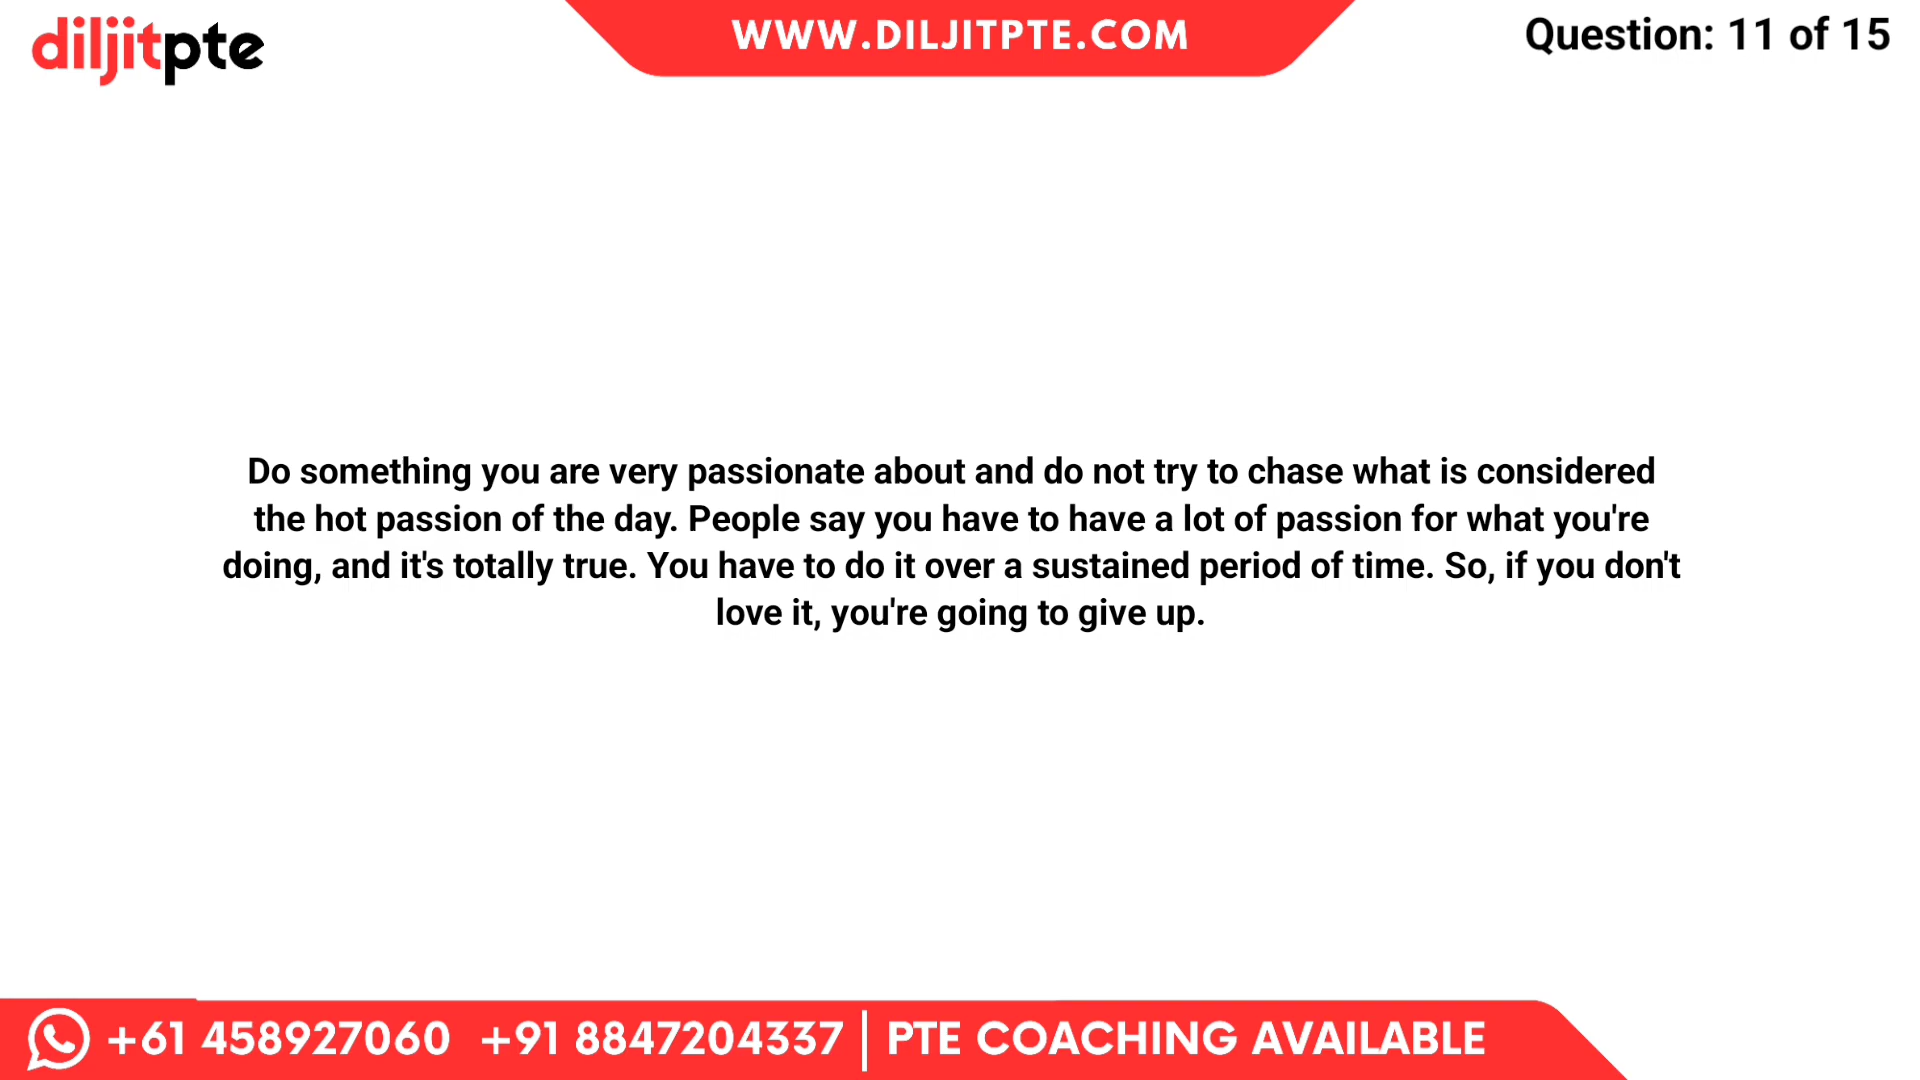 diljitpte
WWW.DILJITPTE.COM
Question: 11 of 15
Do something you are very passionate about and do not try to chase what is considered
the hot passion of the day. People say you have to have a lot of passion for what you're
doing, and it's totally true. You have to do it over a sustained period of time. So, if you don't
love it, you're going to give up.
+61 458927060 +91 8847204337 | PTE COACHING AVAILABLE